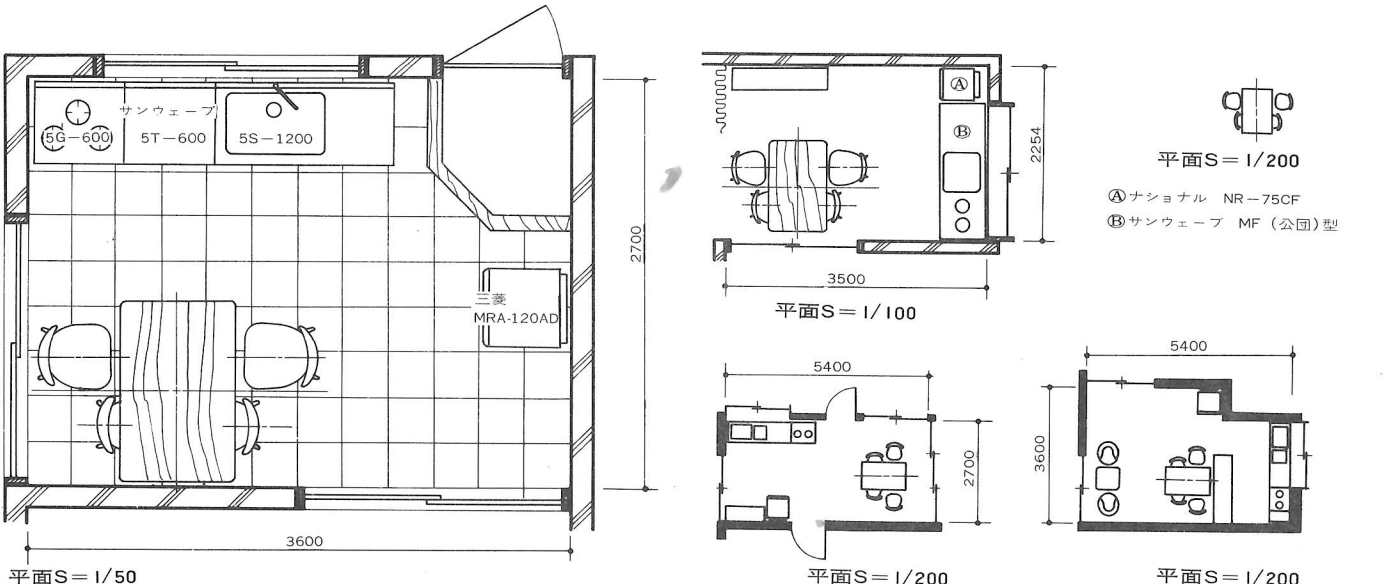 サンウェーブ
5G-600
5T-600
5S-1200
三菱
MRA-120AD
2700
3600
平面S=1/50
Ⓐ
Ⓑ
2254
3500
平面S=1/100
平面S=1/200
Ⓐナショナル NR-75CF
Ⓑサンウェーブ MF (公団)型
5400
2700
平面S=1/200
5400
3600
平面S=1/200